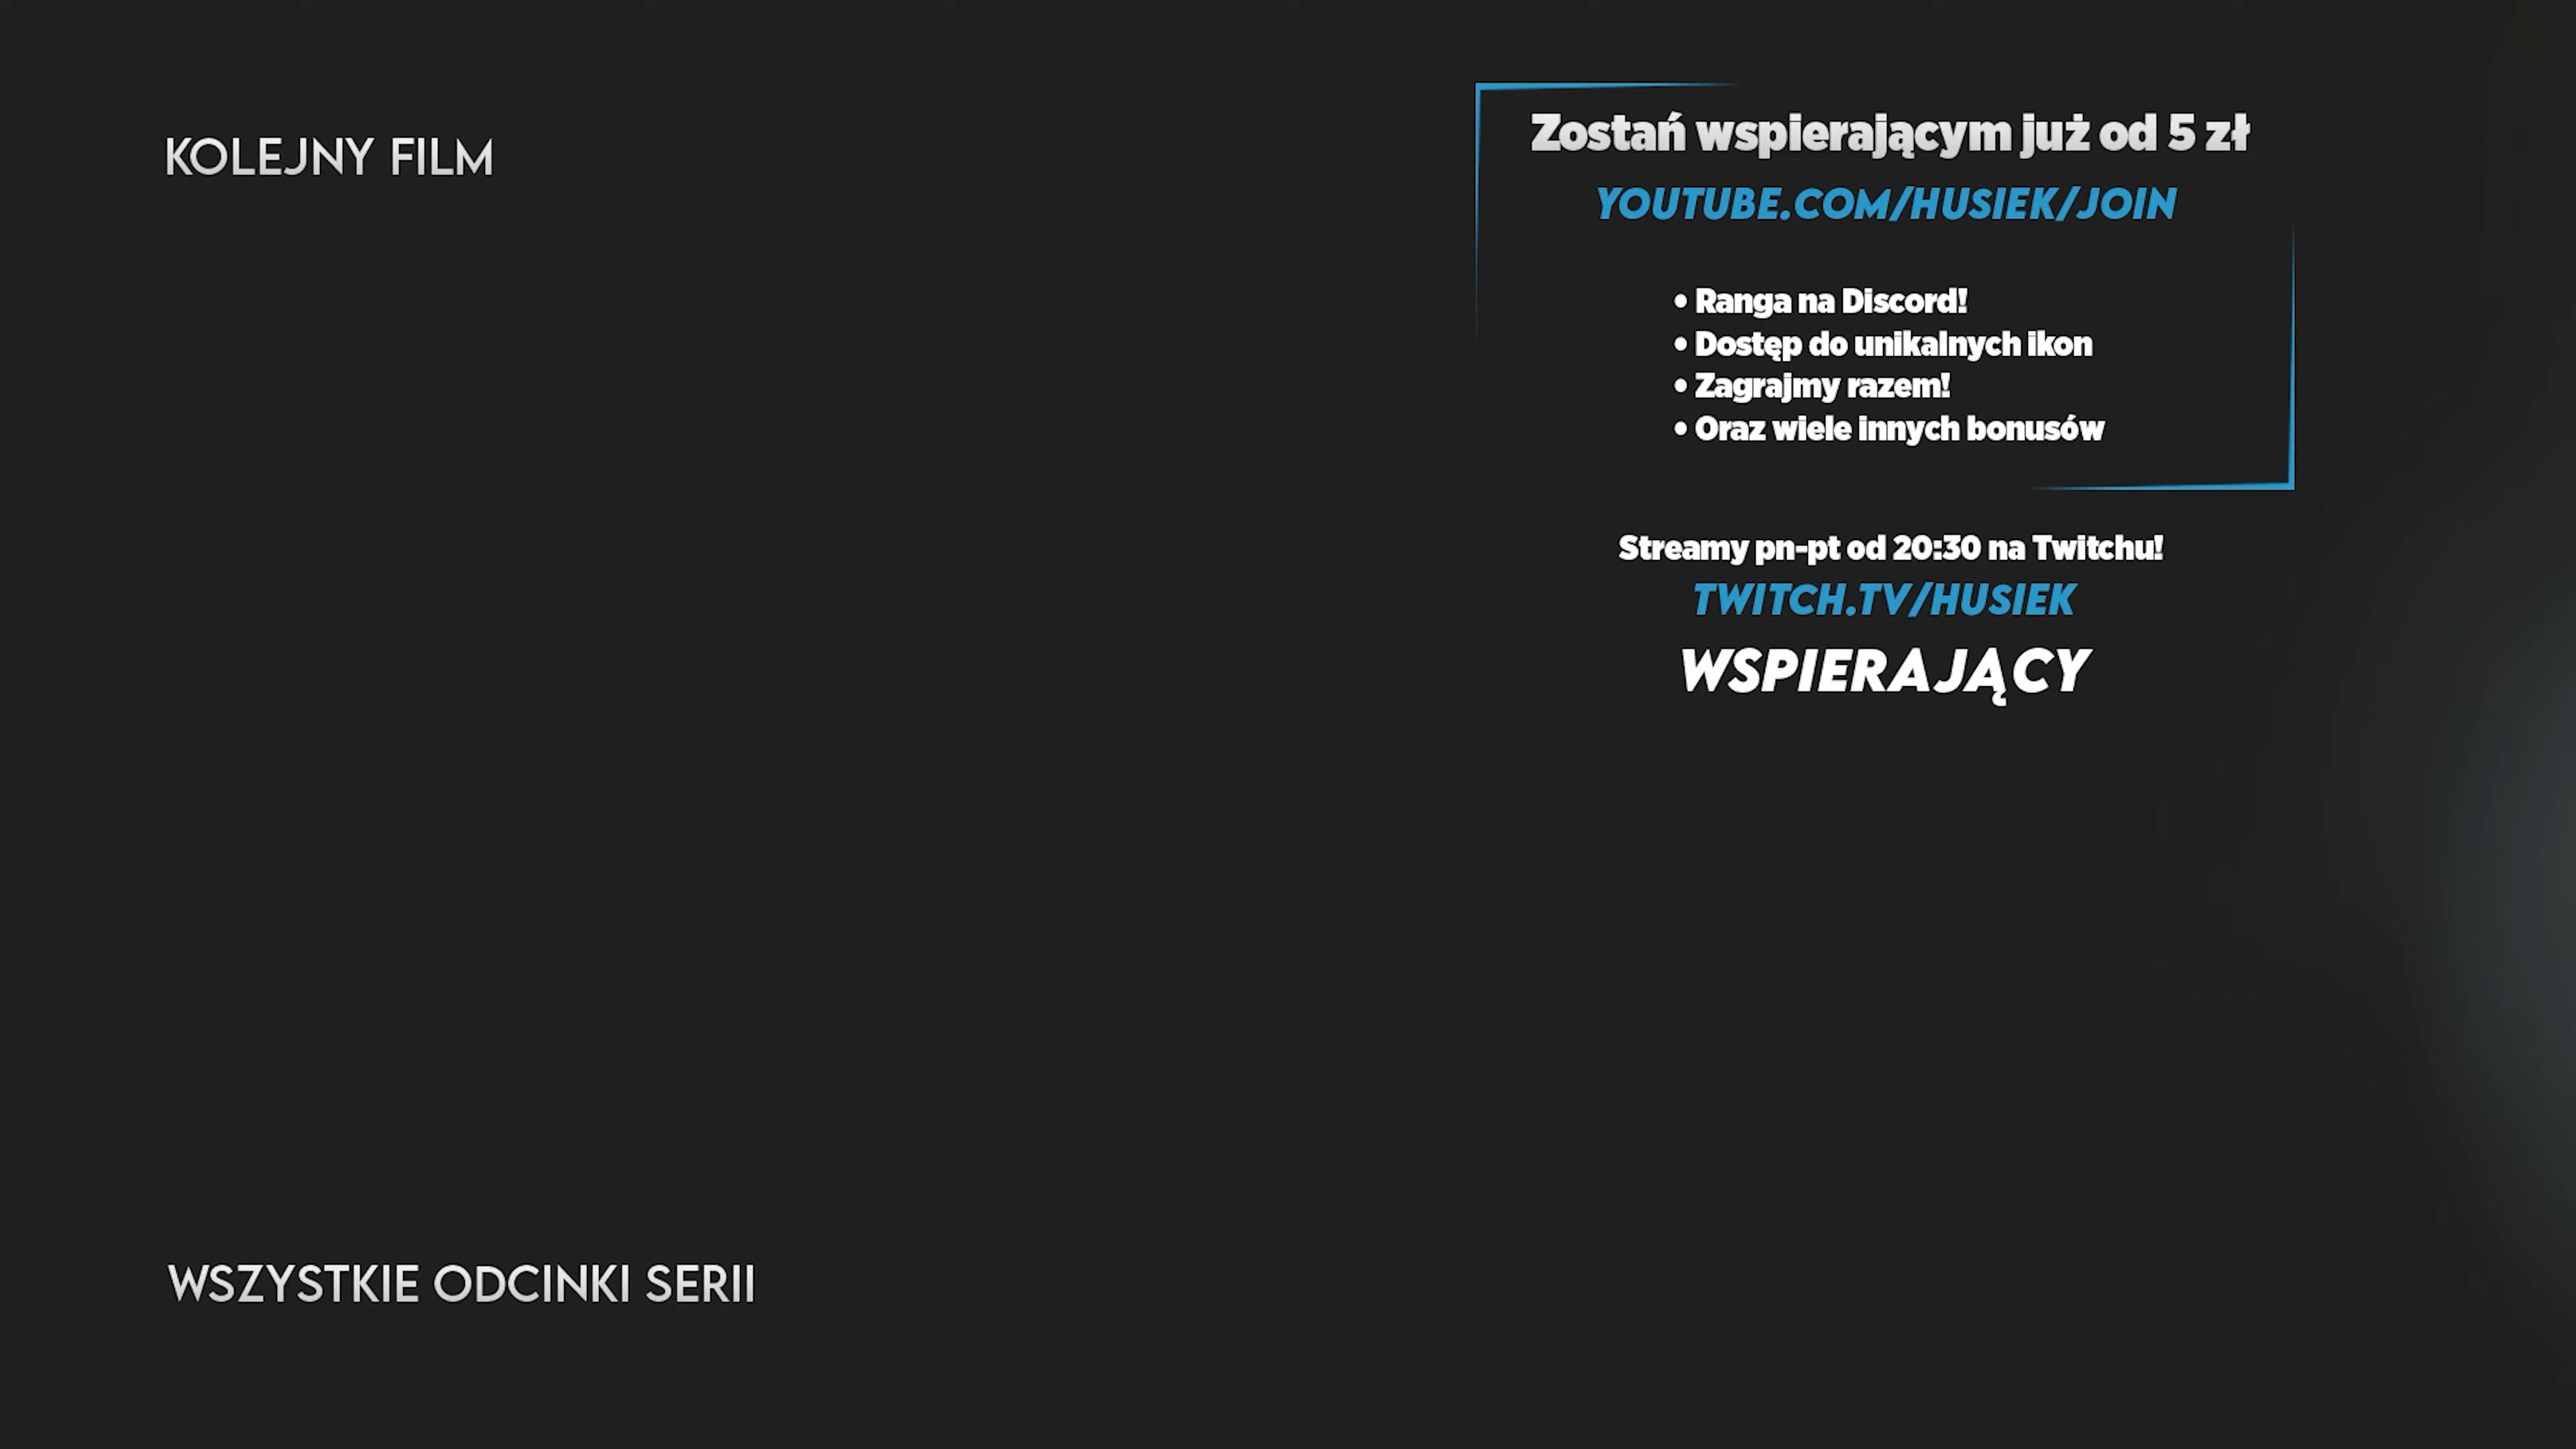 KOLEJNY FILM
Zostań wspierającym już od 5 zł
YOUTUBE.COM/HUSIEK/JOIN
• Ranga na Discord!
• Dostęp do unikalnych ikon
• Zagrajmy razem!
• Oraz wiele innych bonusów
Streamy pn-pt od 20:30 na Twitchu!
TWITCH.TV/HUSIEK
WSPIERAJĄCY
WSZYSTKIE ODCINKI SERII